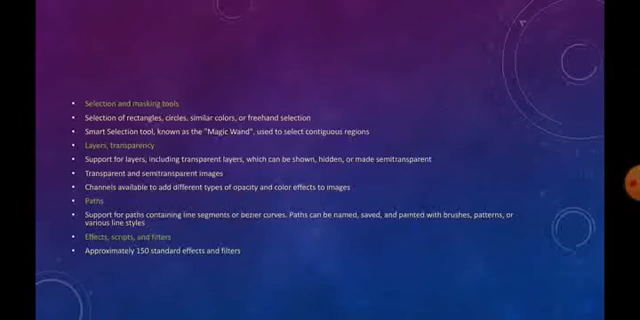 • Selection and masking tools
• Selection of rectangles, circles, similar colors, or freehand selection
• Smart Selection tool, known as the "Magic Wand", used to select contiguous regions
• Layers, transparency
• Support for layers, including transparent layers, which can be shown, hidden, or made semitransparent
• Transparent and semitransparent images
• Channels available to add different types of opacity and color effects to images
• Paths
• Support for paths containing line segments or bezier curves. Paths can be named, saved, and painted with brushes, patterns, or
various line styles
• Effects, scripts, and filters
• Approximately 150 standard effects and filters